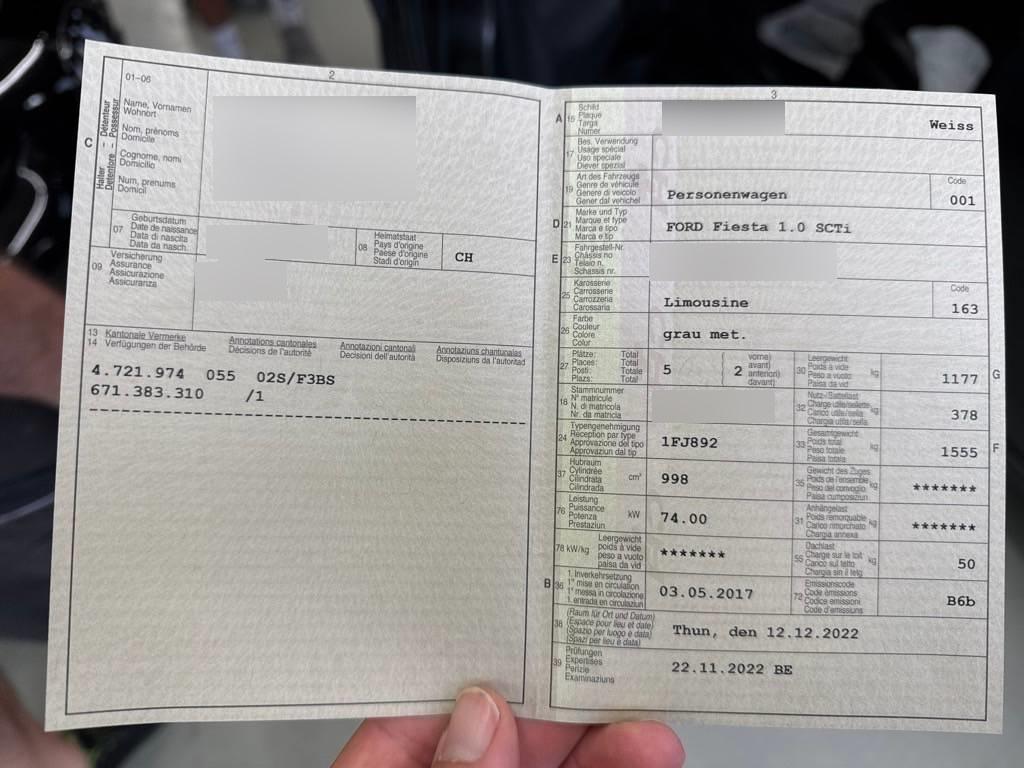 2
01-06
C
Halter - Détenteur
Detentore - Possessur
Name, Vornamen
Wohnort
Nom, prénoms
Domicile
Cognome, nomi
Domicilio
Num, prenums
Domicil
07
Geburtsdatum
Date de naissance
Data di nascita
Data da nasch.
08
Heimatstaat
Pays d'origine
Paese d'origine
Stadi d'origin
CH
09
Versicherung
Assurance
Assicurazione
Assicuranza
13 Kantonale Vermerke Annotations cantonales Annotazioni cantonali Annotaziuns chantunalas
14 Verfügungen der Behörde Décisions de l'autorité Decisioni dell'autorità Disposiziuns da l'autoritad
4.721.974 055 02S/F3BS
671.383.310 /1
3
A 15
Schild
Plaque
Targa
Numer
Weiss
17
Bes. Verwendung
Usage spécial
Uso speciale
Diever spezial
19
Art des Fahrzeugs
Genre de véhicule
Genere di veicolo
Gener dal vehichel
Personenwagen
Code
001
D 21
Marke und Typ
Marque et type
Marca e tipo
Marca e tip
FORD Fiesta 1.0 SCTi
E 23
Fahrgestell-Nr.
Châssis no
Telaio n.
Schassis nr.
25
Karosserie
Carrosserie
Carrozzeria
Carossaria
Limousine
Code
163
26
Farbe
Couleur
Colore
Colur
grau met.
27
Plätze: Total
Places: Total
Posti: Totale
Plazs: Total
5
2
vorne)
avant)
anteriori)
davant)
30
Leergewicht
Poids à vide
Peso a vuoto
Paisa da vid
kg
1177
G
18
Stammnummer
N° matricule
N. di matricola
Nr. da matricla
32
Nutz-/Sattellast
Charge utile/sellette
Carico utile/sella
Chargia utila/sella
kg
378
24
Typengenehmigung
Réception par type
Approvazione del tipo
Approvaziun dal tip
1FJ892
33
Gesamtgewicht
Poids total
Peso totale
Paisa totala
kg
1555
F
37
Hubraum
Cylindrée
Cilindrata
Cilindrada
cm³
998
35
Gewicht des Zuges
Poids de l'ensemble
Peso del convoglio
Paisa cumposiziun
kg
*******
76
Leistung
Puissance
Potenza
Prestaziun
kW
74.00
31
Anhängelast
Poids remorquable
Carico rimorchiato
Chargia annexa
kg
*******
78 kW/kg
Leergewicht
poids à vide
peso a vuoto
paisa da vid
*******
55
Dachlast
Charge sur le toit
Carico sul tetto
Chargia sin il tetg
kg
50
B 36
1. Inverkehrsetzung
1re mise en circulation
1a messa in circolazione
1. entrada en circulaziun
03.05.2017
72
Emissionscode
Code émissions
Codice emissioni
Code d'emissiuns
B6b
38
(Raum für Ort und Datum)
(Espace pour lieu et date)
(Spazio per luogo e data)
(Spazi per lieu e data)
Thun, den 12.12.2022
39
Prüfungen
Expertises
Perizie
Examinaziuns
22.11.2022 BE